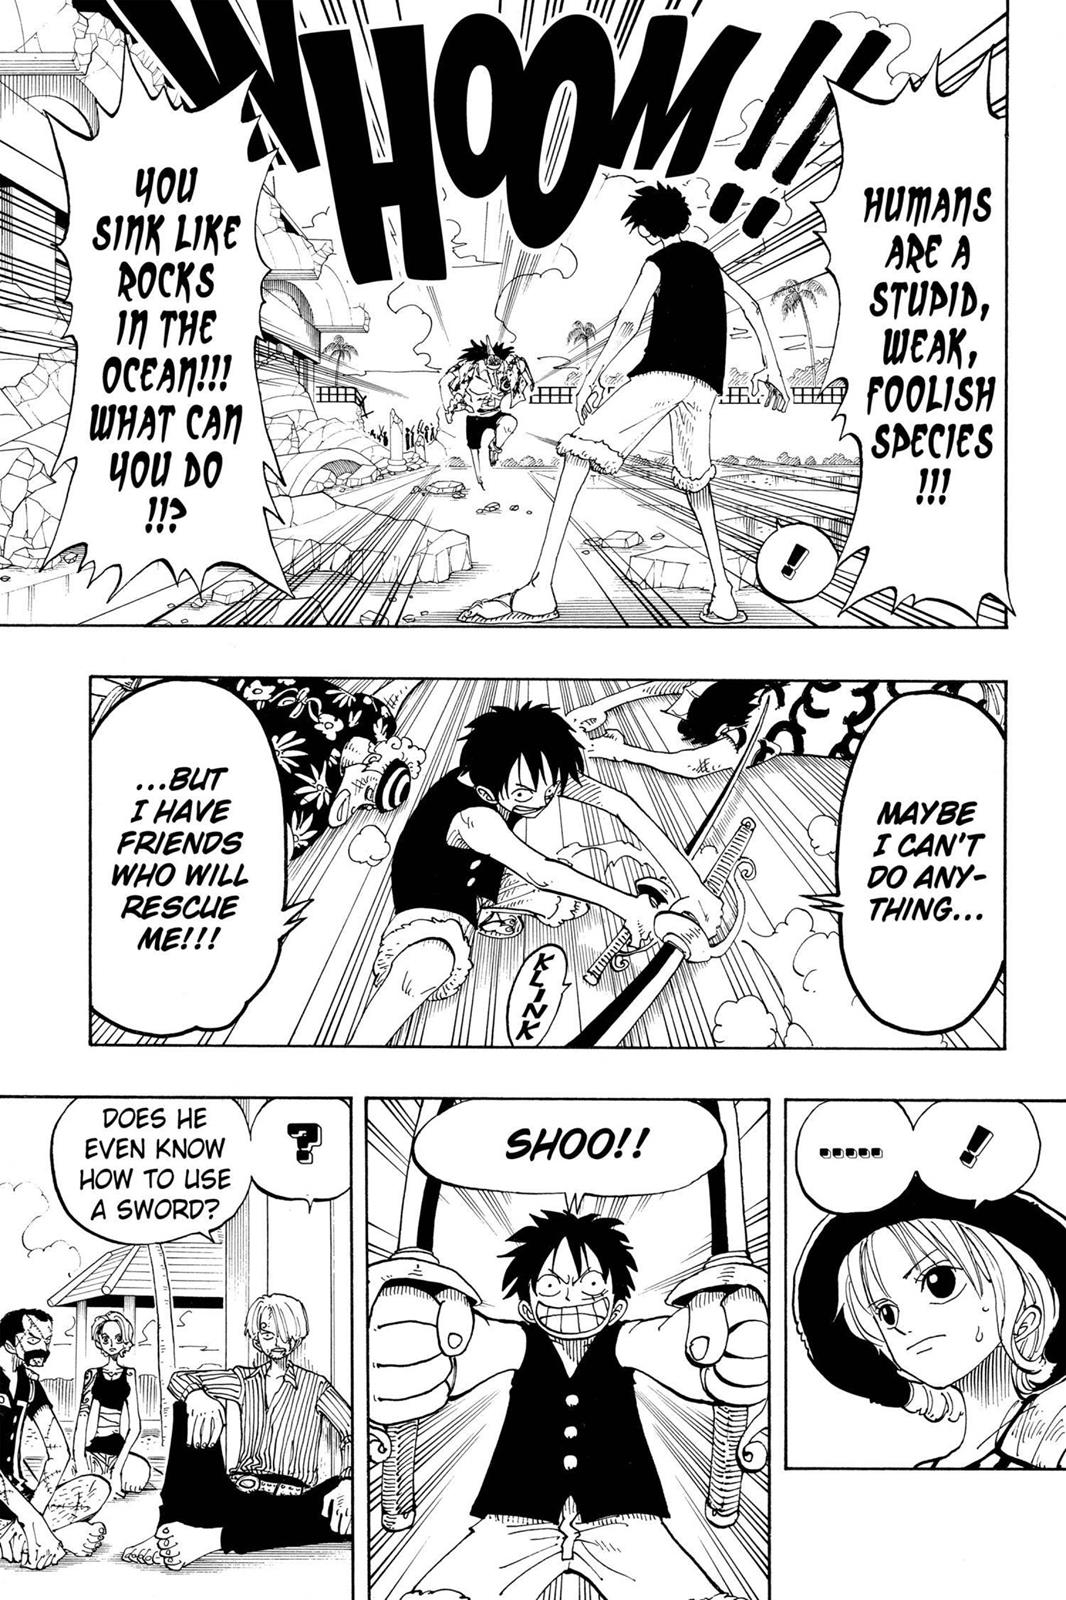 WHOOM!!
HUMANS
ARE A
STUPID,
WEAK,
FOOLISH
SPECIES
!!!
YOU
SINK LIKE
ROCKS
IN THE
OCEAN!!!
WHAT CAN
YOU DO
!!?
!
MAYBE
I CAN'T
DO ANY-
THING...
...BUT
I HAVE
FRIENDS
WHO WILL
RESCUE
ME!!!
KLINK
!
.....
SHOO!!
?
DOES HE
EVEN KNOW
HOW TO USE
A SWORD?